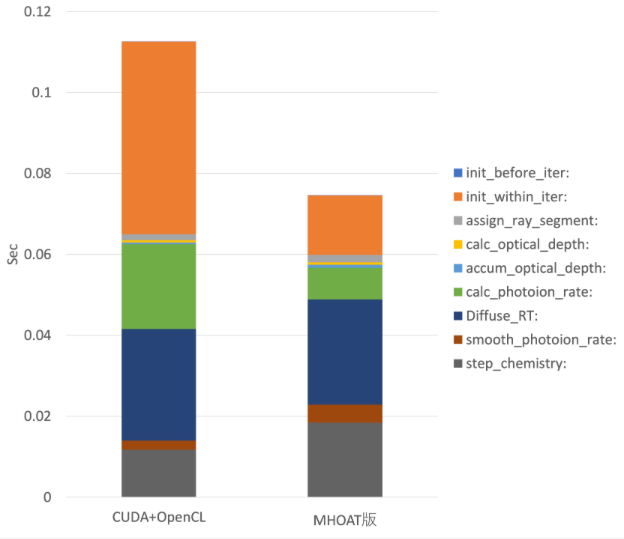 0.12
0.1
0.08
0.06
0.04
0.02
0
Sec
CUDA+OpenCL
MHOAT版
init_before_iter:
init_within_iter:
assign_ray_segment:
calc_optical_depth:
accum_optical_depth:
calc_photoion_rate:
Diffuse_RT:
smooth_photoion_rate:
step_chemistry: